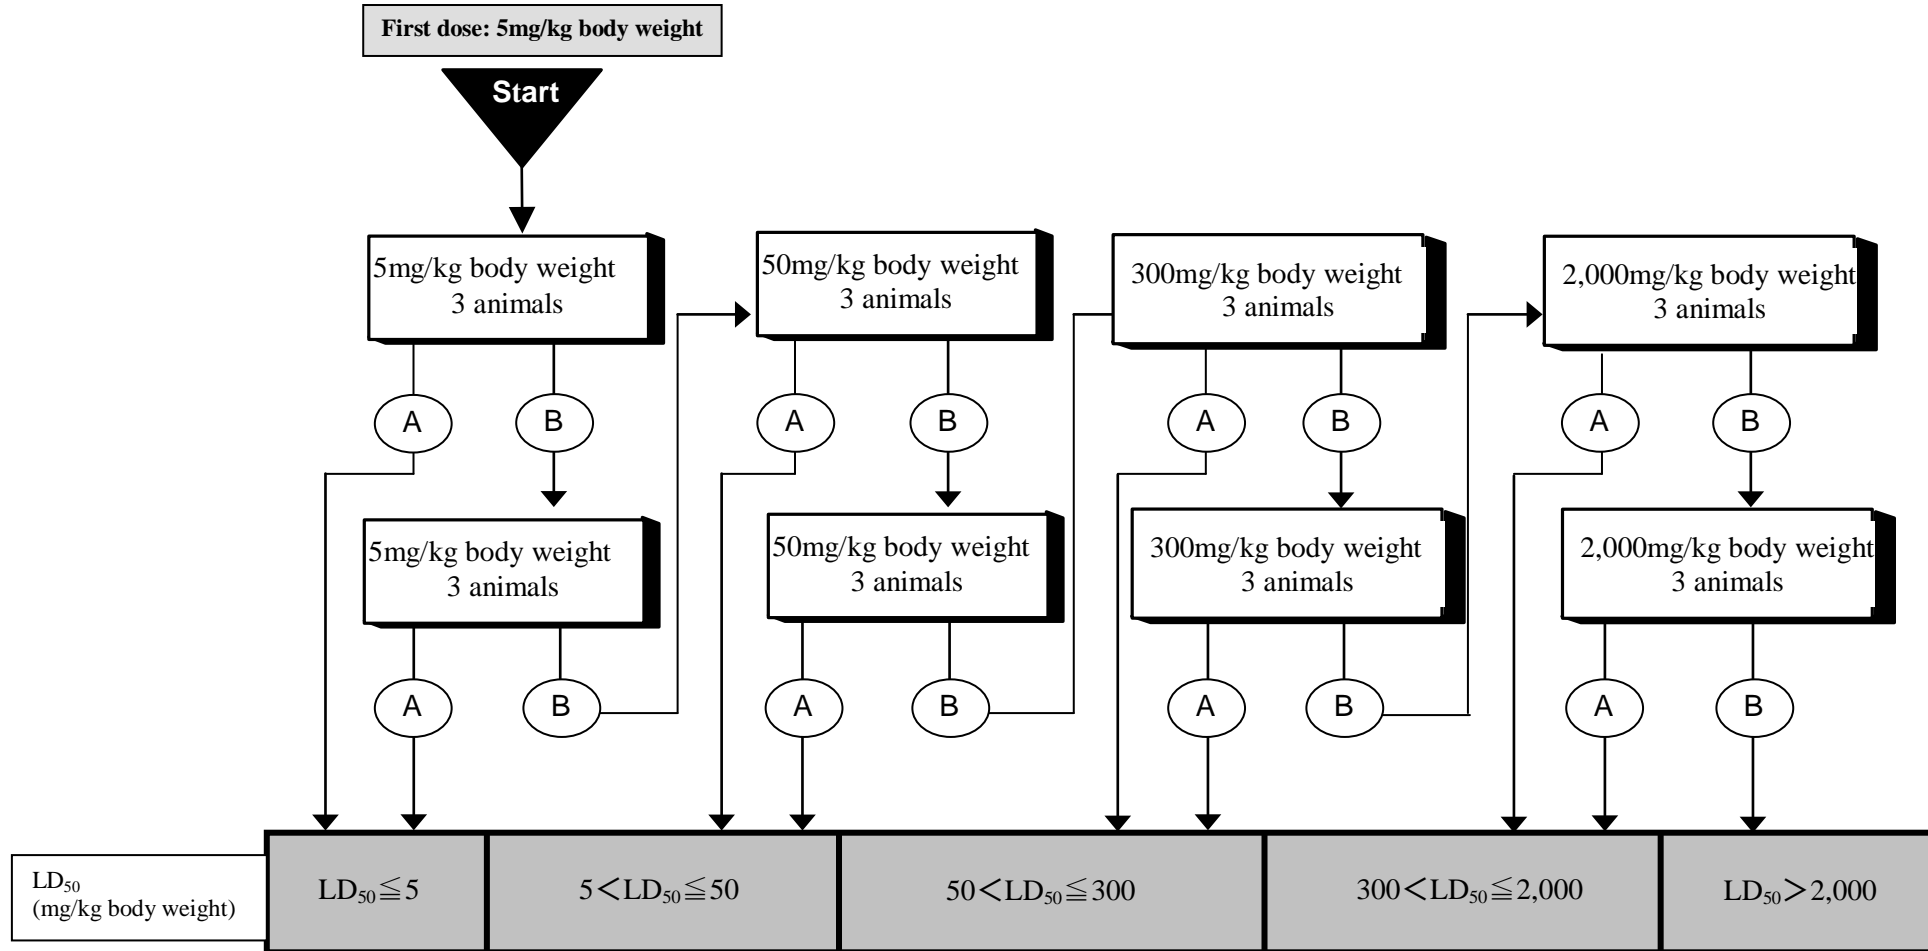 First dose: 5mg/kg body weight
Start
5mg/kg body weight
3 animals
50mg/kg body weight
3 animals
300mg/kg body weight
3 animals
2,000mg/kg body weight
3 animals
A
B
A
B
A
B
A
B
5mg/kg body weight
3 animals
50mg/kg body weight
3 animals
300mg/kg body weight
3 animals
2,000mg/kg body weight
3 animals
A
B
A
B
A
B
A
B
LD₅₀
(mg/kg body weight)
LD₅₀≦5
5<LD₅₀≦50
50<LD₅₀≦300
300<LD₅₀≦2,000
LD₅₀>2,000